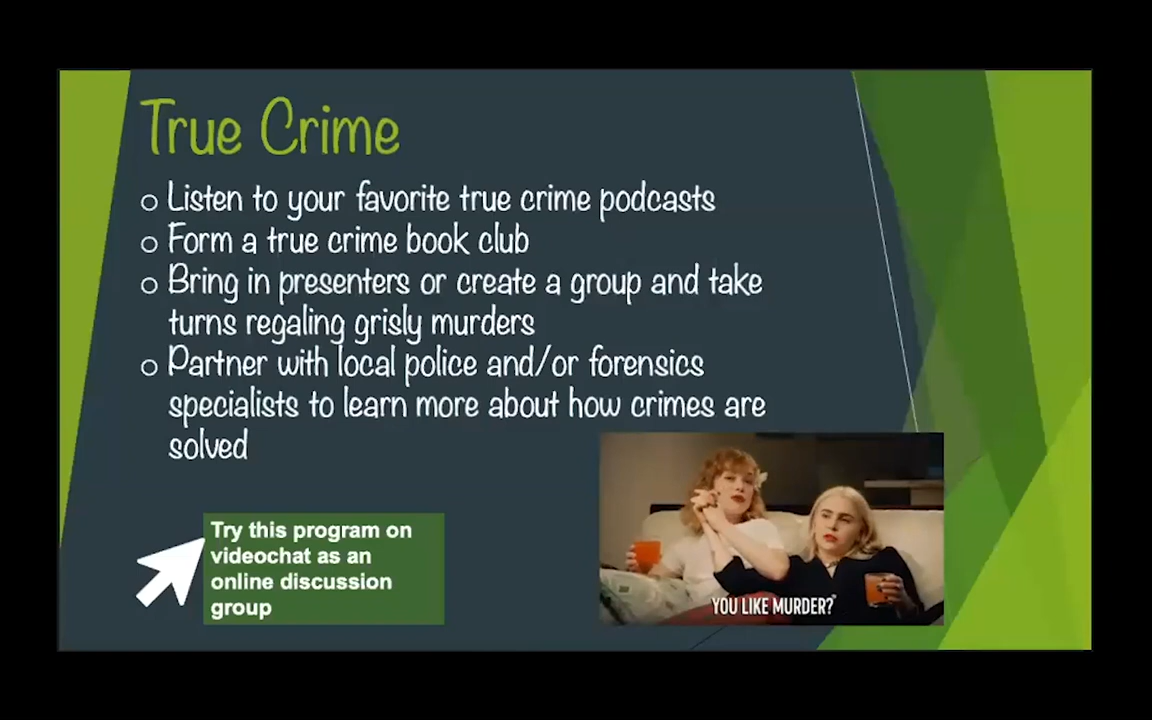 True Crime
o Listen to your favorite true crime podcasts
o Form a true crime book club
o Bring in presenters or create a group and take
turns regaling grisly murders
o Partner with local police and/or forensics
specialists to learn more about how crimes are
solved
Try this program on
videochat as an
online discussion
group
YOU LIKE MURDER?